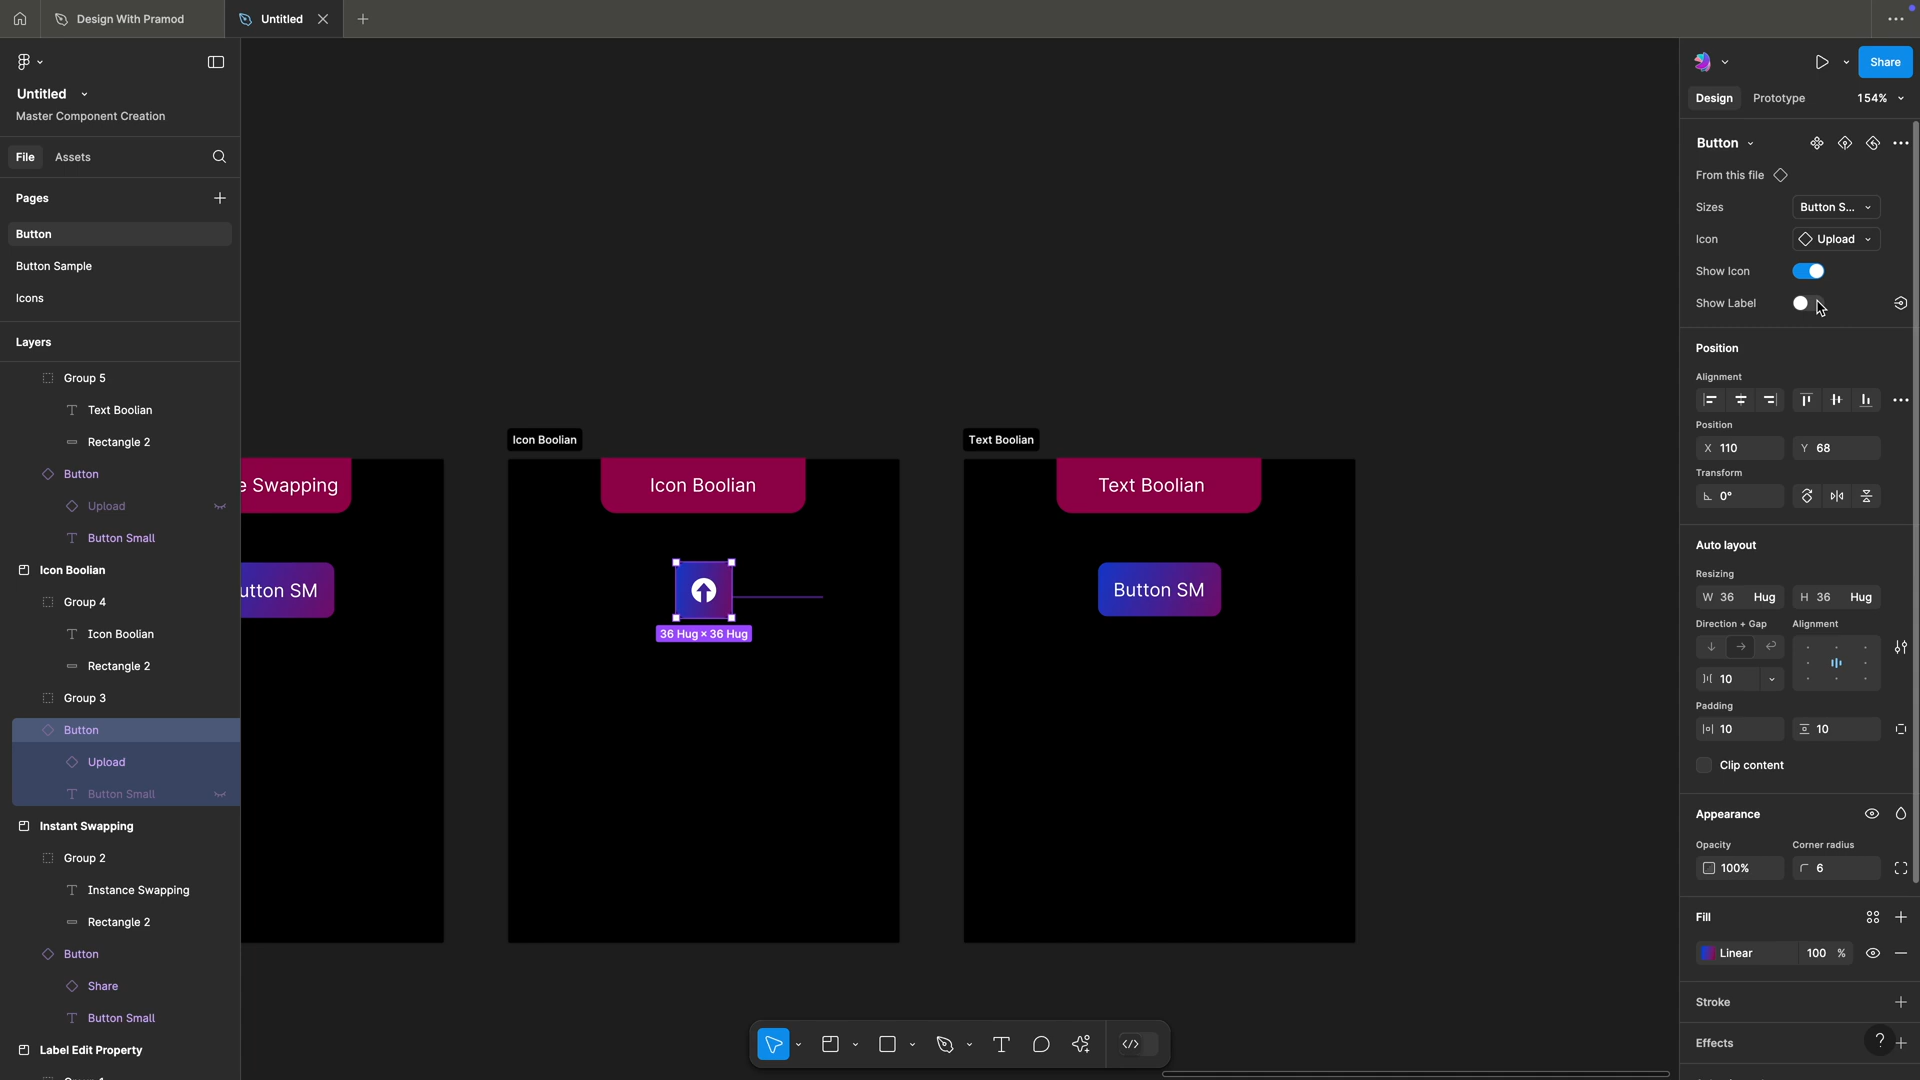 Design With Pramod
Untitled
Untitled
Master Component Creation
File
Assets
Pages
Button
Button Sample
Icons
Layers
Group 5
Text Boolian
Rectangle 2
Button
Upload
Button Small
Icon Boolian
Group 4
Icon Boolian
Rectangle 2
Group 3
Button
Upload
Button Small
Instant Swapping
Group 2
Instance Swapping
Rectangle 2
Button
Share
Button Small
Label Edit Property
e Swapping
utton SM
Icon Boolian
Icon Boolian
36 Hug × 36 Hug
Text Boolian
Text Boolian
Button SM
Share
Design
Prototype
154%
Button
From this file
Sizes
Button S...
Icon
Upload
Show Icon
Show Label
Position
Alignment
Position
X 110
Y 68
Transform
0°
Auto layout
Resizing
W 36 Hug
H 36 Hug
Direction + Gap
Alignment
10
Padding
10
10
Clip content
Appearance
Opacity
Corner radius
100%
6
Fill
Linear
100 %
Stroke
Effects
?